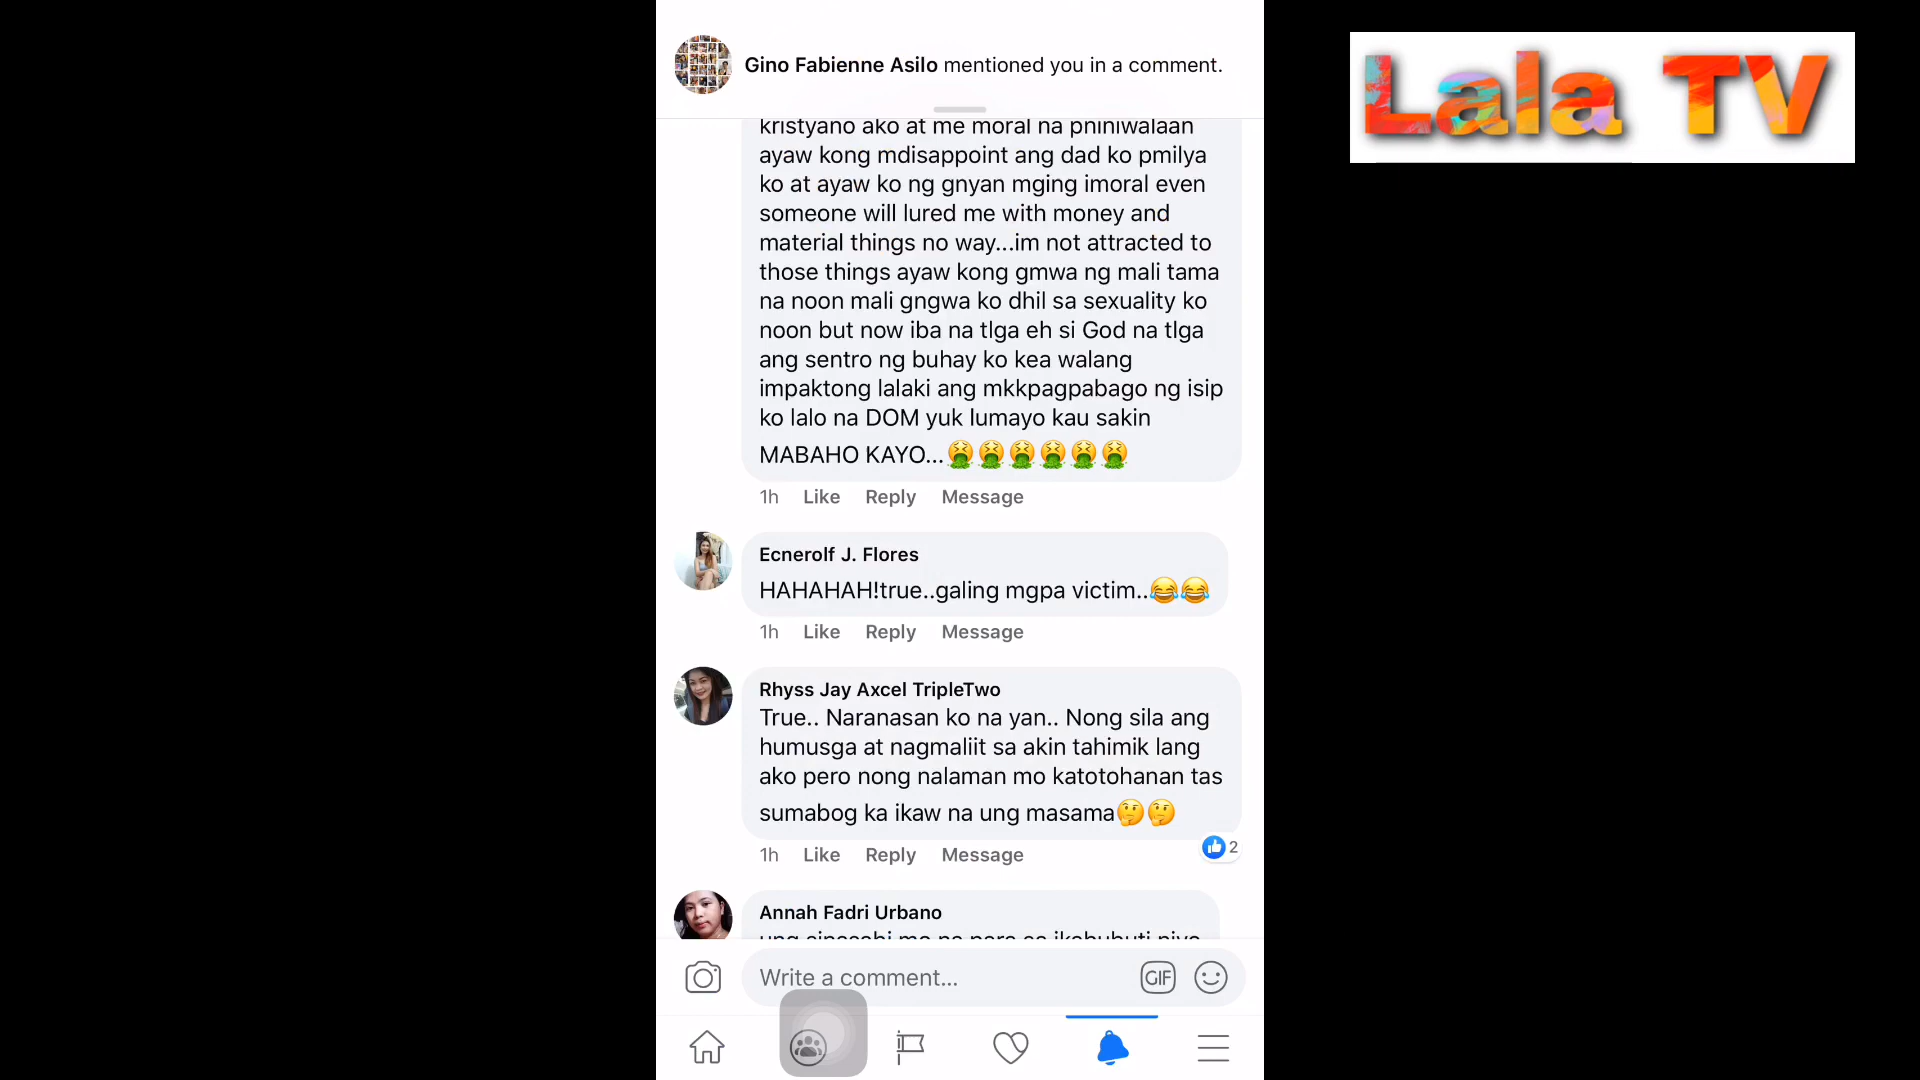 Gino Fabienne Asilo mentioned you in a comment.
Lala TV
kristyano ako at me moral na pniniwalaan
ayaw kong mdisappoint ang dad ko pmilya
ko at ayaw ko ng gnyan mging imoral even
someone will lured me with money and
material things no way...im not attracted to
those things ayaw kong gmwa ng mali tama
na noon mali gngwa ko dhil sa sexuality ko
noon but now iba na tlga eh si God na tlga
ang sentro ng buhay ko kea walang
impaktong lalaki ang mkkpagpabago ng isip
ko lalo na DOM yuk lumayo kau sakin
MABAHO KAYO...🤮🤮🤮🤮🤮🤮
1h Like Reply Message
Ecnerolf J. Flores
HAHAHAH!true..galing mgpa victim..😂😂
1h Like Reply Message
Rhyss Jay Axcel TripleTwo
True.. Naranasan ko na yan.. Nong sila ang
humusga at nagmaliit sa akin tahimik lang
ako pero nong nalaman mo katotohanan tas
sumabog ka ikaw na ung masama🤔🤔
1h Like Reply Message 2
Annah Fadri Urbano
Write a comment... GIF